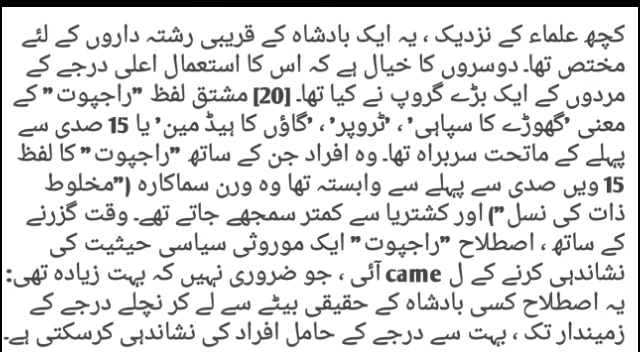 کچھ علماء کے نزدیک ، یہ ایک بادشاہ کے قریبی رشتہ داروں کے لئے
مختص تھا۔ دوسروں کا خیال ہے کہ اس کا استعمال اعلی درجے کے
مردوں کے ایک بڑے گروپ نے کیا تھا۔ [20] مشتق لفظ "راجپوت" کے
معنی 'گھوڑے کا سپاہی' ، 'ٹروپر' ، 'گاؤں کا ہیڈ مین' یا 15 صدی سے
پہلے کے ماتحت سربراہ تھا۔ وہ افراد جن کے ساتھ "راجپوت" کا لفظ
15 ویں صدی سے پہلے سے وابستہ تھا وہ ورن سماکارہ ("مخلوط
ذات کی نسل") اور کشتریا سے کمتر سمجھے جاتے تھے۔ وقت گزرنے
کے ساتھ ، اصطلاح "راجپوت" ایک موروثی سیاسی حیثیت کی
نشاندہی کرنے کے ل came آئی ، جو ضروری نہیں کہ بہت زیادہ تھی:
یہ اصطلاح کسی بادشاہ کے حقیقی بیٹے سے لے کر نچلے درجے کے
زمیندار تک ، بہت سے درجے کے حامل افراد کی نشاندہی کرسکتی ہے۔